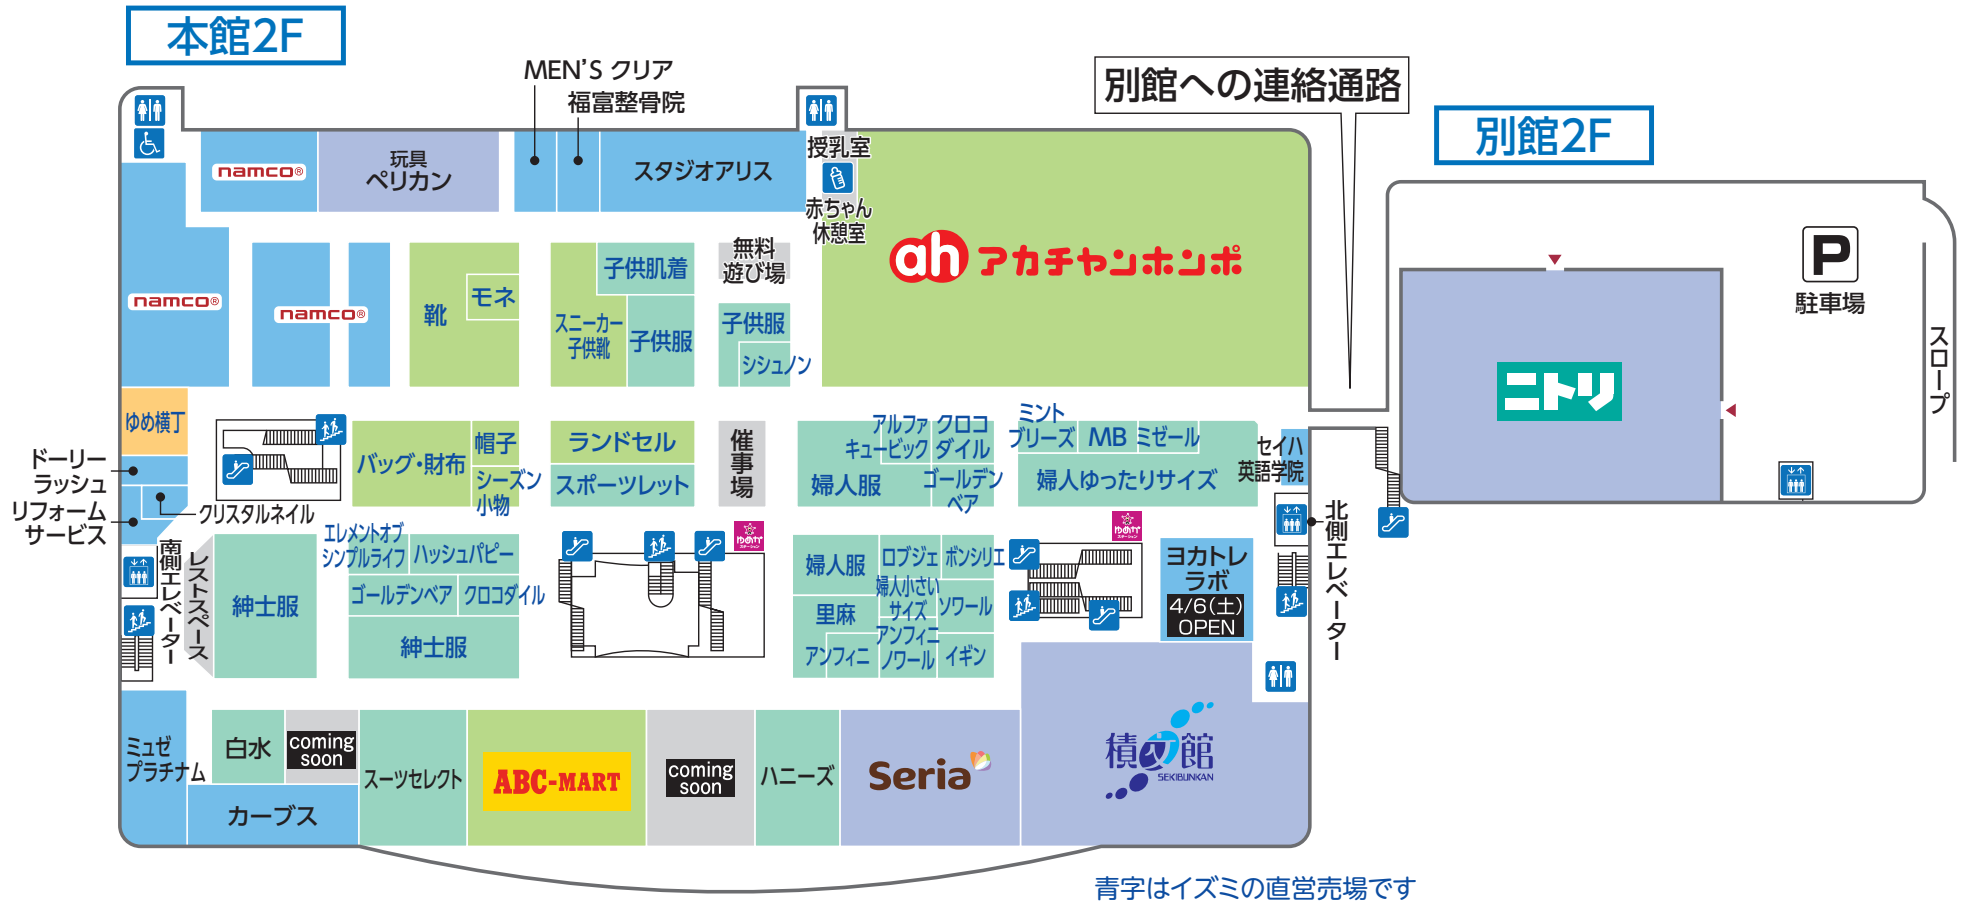 本館2F
MEN'S クリア
福富整骨院
別館への連絡通路
別館2F
namco®
玩具
ペリカン
スタジオアリス
授乳室
赤ちゃん
休憩室
アカチャンホンポ
ah
namco®
namco®
靴
モネ
スニーカー
子供靴
子供肌着
子供服
無料
遊び場
子供服
シシュノン
P
駐車場
スロープ
ニトリ
ゆめ横丁
ドーリー
ラッシュ
リフォーム
サービス
クリスタルネイル
バッグ・財布
帽子
シーズン
小物
ランドセル
スポーツレット
催事場
アルファ
キュービック
クロコ
ダイル
婦人服
ゴールデン
ベア
ミント
ブリーズ
MB
ミゼール
婦人ゆったりサイズ
セイハ
英語学院
北側エレベーター
南側エレベーター
レストスペース
紳士服
エレメントオブ
シンプルライフ
ハッシュパピー
ゴールデンベア
クロコダイル
紳士服
ゆめか
ステーション
婦人服
ロブジェ
ボンシリエ
婦人小さい
サイズ
ソワール
里麻
アンフィニ
アンフィニ
ノワール
イギン
ゆめか
ステーション
ヨカトレ
ラボ
4/6(土)
OPEN
ミュゼ
プラチナム
白水
coming
soon
カーブス
スーツセレクト
ABC-MART
coming
soon
ハニーズ
Seria
積文館
SEKIBUNKAN
青字はイズミの直営売場です